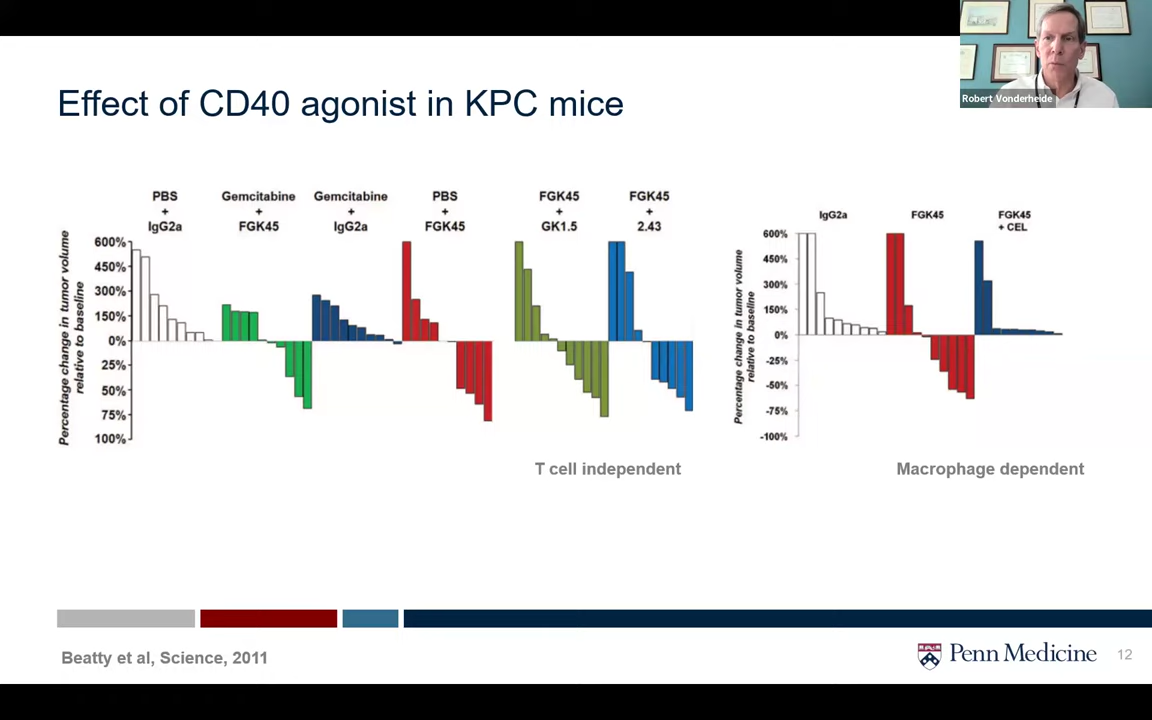 Robert Vonderheide
Effect of CD40 agonist in KPC mice
PBS
+
IgG2a
Gemcitabine
+
FGK45
Gemcitabine
+
IgG2a
PBS
+
FGK45
FGK45
+
GK1.5
FGK45
+
2.43
Percentage change in tumor volume
relative to baseline
600%
450%
300%
150%
0%
25%
50%
75%
100%
T cell independent
IgG2a
FGK45
FGK45
+ CEL
Percentage change in tumor volume
relative to baseline
600%
450%
300%
150%
0%
-25%
-50%
-75%
-100%
Macrophage dependent
Beatty et al, Science, 2011
Penn Medicine
12